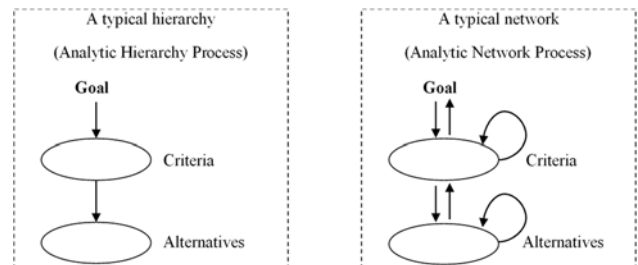 A typical hierarchy
(Analytic Hierarchy Process)
Goal
Criteria
Alternatives
A typical network
(Analytic Network Process)
Goal
Criteria
Alternatives